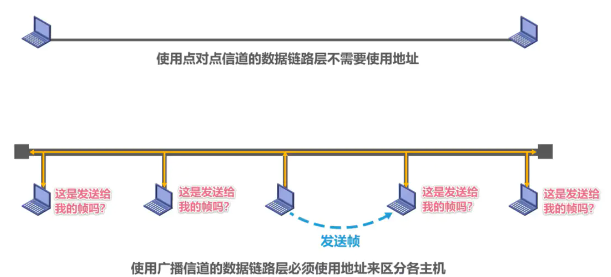 使用点对点信道的数据链路层不需要使用地址
这是发送给
我的帧吗?
这是发送给
我的帧吗?
这是发送给
我的帧吗?
这是发送给
我的帧吗?
发送帧
使用广播信道的数据链路层必须使用地址来区分各主机